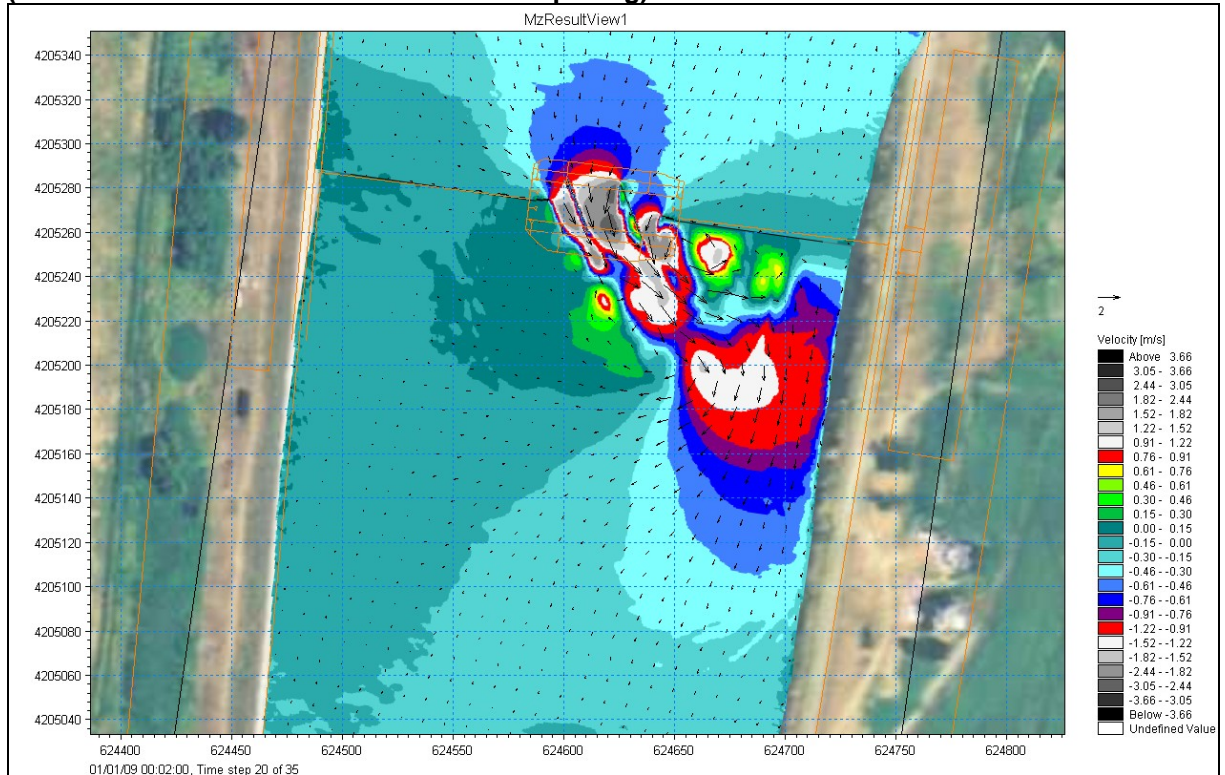 MzResultView1
4205340
4205320
4205300
4205280
4205260
4205240
4205220
4205200
4205180
4205160
4205140
4205120
4205100
4205080
4205060
4205040
624400 624450 624500 624550 624600 624650 624700 624750 624800
01/01/09 00:02:00, Time step 20 of 35
2
Velocity [m/s]
Above 3.66
3.05 - 3.66
2.44 - 3.05
1.82 - 2.44
1.52 - 1.82
1.22 - 1.52
0.91 - 1.22
0.76 - 0.91
0.61 - 0.76
0.46 - 0.61
0.30 - 0.46
0.15 - 0.30
0.00 - 0.15
-0.15 - 0.00
-0.30 - -0.15
-0.46 - -0.30
-0.61 - -0.46
-0.76 - -0.61
-0.91 - -0.76
-1.22 - -0.91
-1.52 - -1.22
-1.82 - -1.52
-2.44 - -1.82
-3.05 - -2.44
-3.66 - -3.05
Below -3.66
Undefined Value